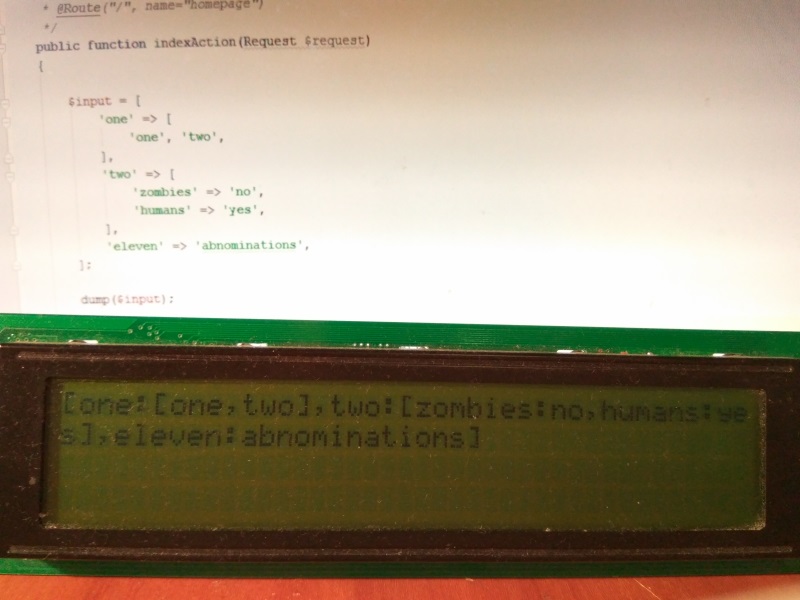 * @Route("/", name="homepage")
*/
public function indexAction(Request $request)
{
$input = [
'one' => [
'one', 'two',
],
'two' => [
'zombies' => 'no',
'humans' => 'yes',
],
'eleven' => 'abnominations',
];
dump($input);
[one:[one,two],two:[zombies:no,humans:ye
s],eleven:abnominations]